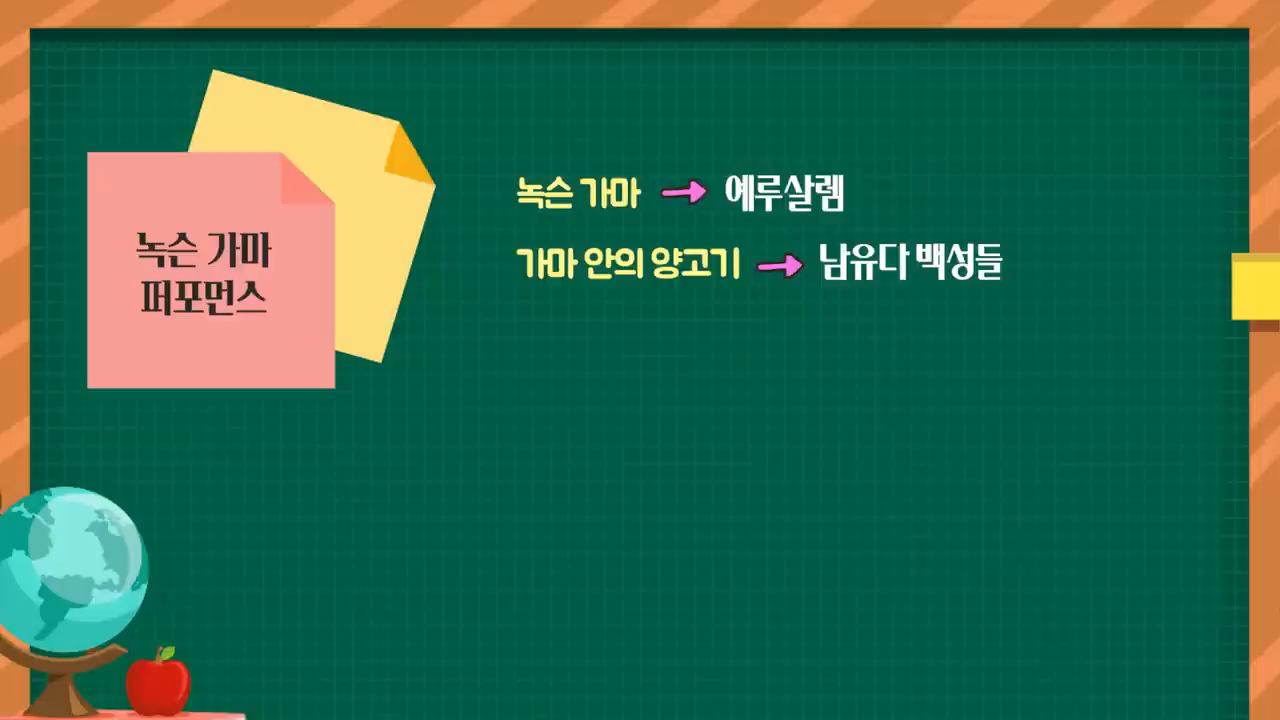 녹슨 가마
퍼포먼스
녹슨 가마 → 예루살렘
가마 안의 양고기 → 남유다 백성들